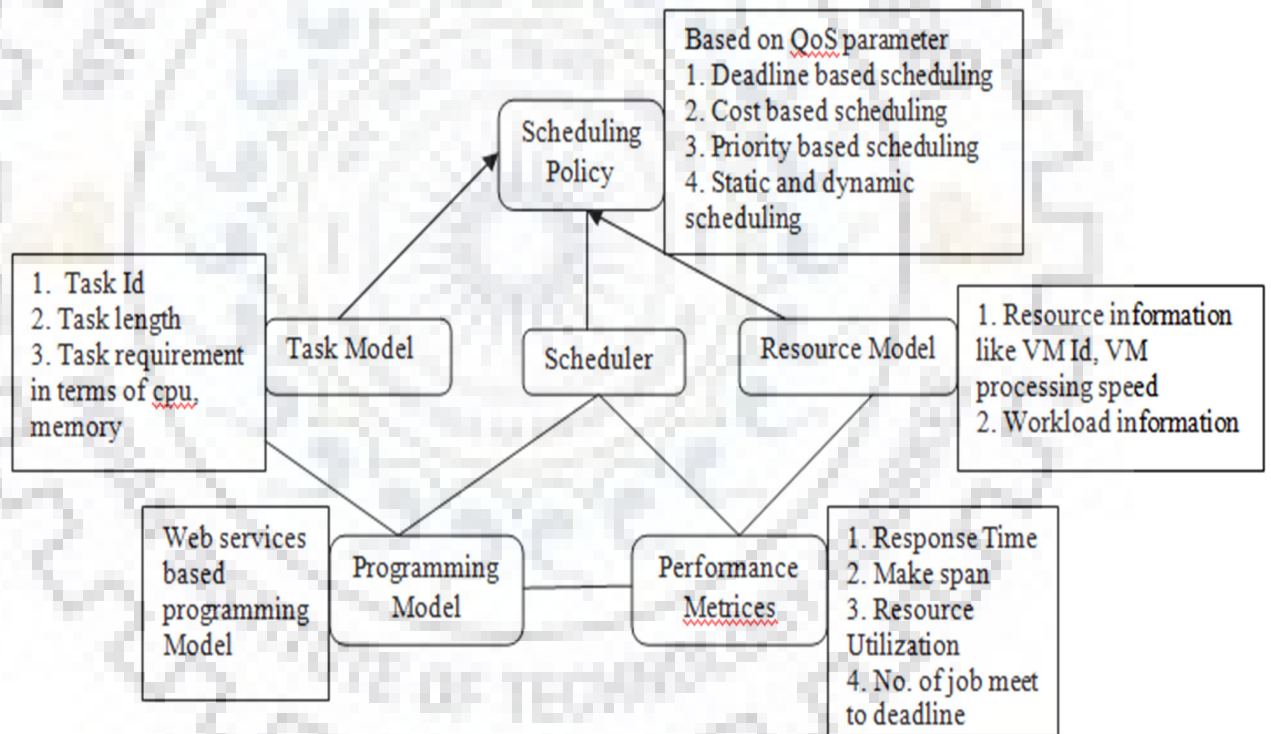 Based on QoS parameter
1. Deadline based scheduling
2. Cost based scheduling
3. Priority based scheduling
4. Static and dynamic
scheduling
Scheduling
Policy
1. Task Id
2. Task length
3. Task requirement
in terms of cpu,
memory
Task Model
Scheduler
Resource Model
1. Resource information
like VM Id, VM
processing speed
2. Workload information
Web services
based
programming
Model
Programming
Model
Performance
Metrices
1. Response Time
2. Make span
3. Resource
Utilization
4. No. of job meet
to deadline
OF TECH